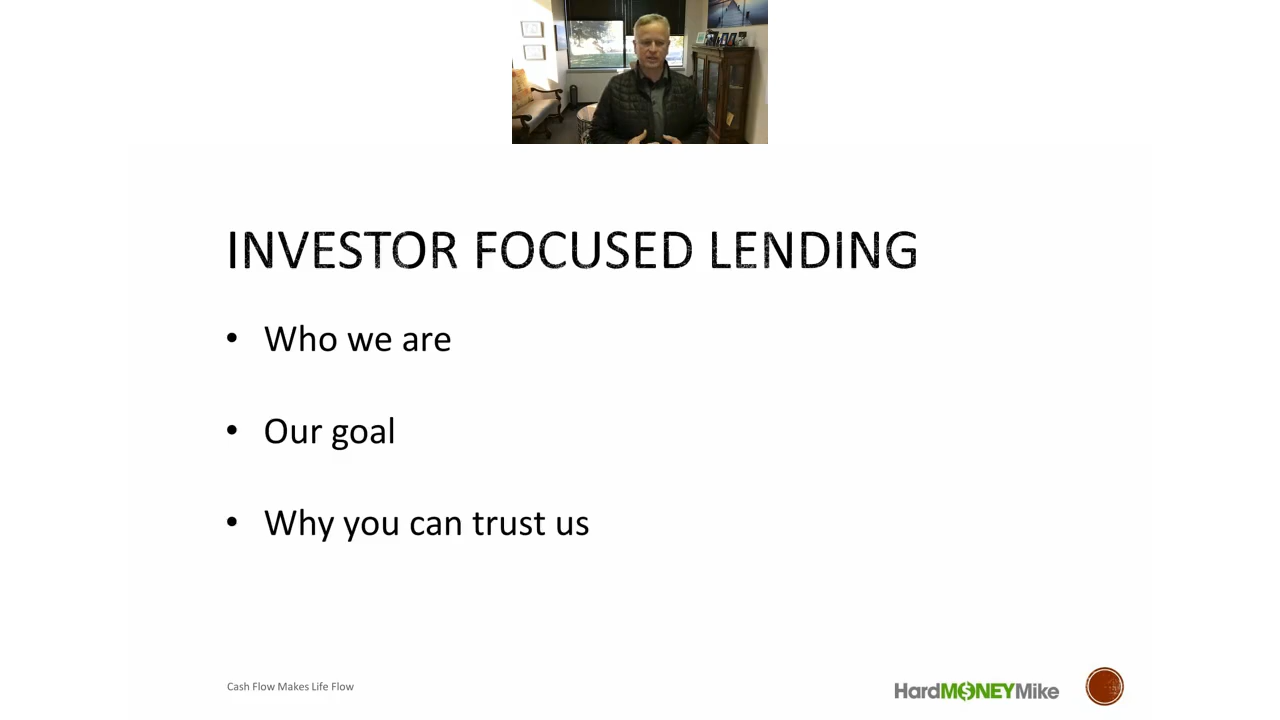 INVESTOR FOCUSED LENDING
• Who we are
• Our goal
• Why you can trust us
Cash Flow Makes Life Flow
HardMONEYMike